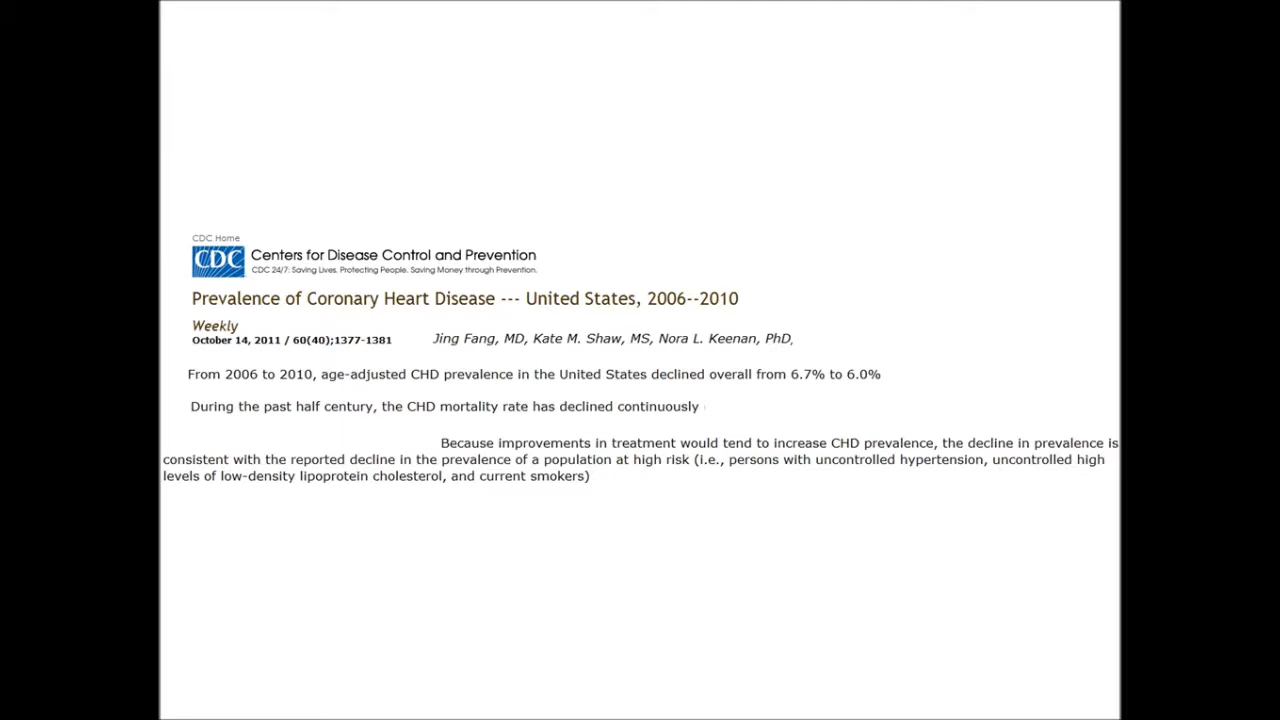 CDC Home
CDC Centers for Disease Control and Prevention
CDC 24/7: Saving Lives. Protecting People. Saving Money through Prevention.
Prevalence of Coronary Heart Disease --- United States, 2006--2010
Weekly
October 14, 2011 / 60(40);1377-1381 Jing Fang, MD, Kate M. Shaw, MS, Nora L. Keenan, PhD,
From 2006 to 2010, age-adjusted CHD prevalence in the United States declined overall from 6.7% to 6.0%
During the past half century, the CHD mortality rate has declined continuously
Because improvements in treatment would tend to increase CHD prevalence, the decline in prevalence is
consistent with the reported decline in the prevalence of a population at high risk (i.e., persons with uncontrolled hypertension, uncontrolled high
levels of low-density lipoprotein cholesterol, and current smokers)